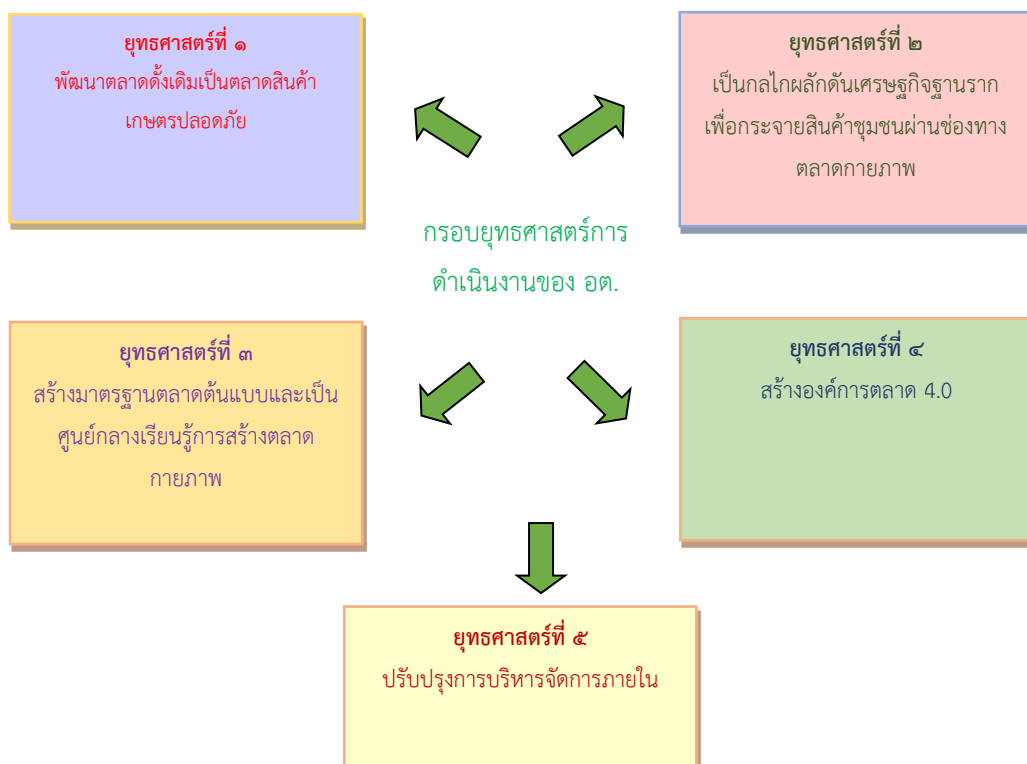 ยุทธศาสตร์ที่ ๑
พัฒนาตลาดดั้งเดิมเป็นตลาดสินค้า
เกษตรปลอดภัย
ยุทธศาสตร์ที่ ๒
เป็นกลไกผลักดันเศรษฐกิจฐานราก
เพื่อกระจายสินค้าชุมชนผ่านช่องทาง
ตลาดกายภาพ
กรอบยุทธศาสตร์การ
ดำเนินงานของ อต.
ยุทธศาสตร์ที่ ๓
สร้างมาตรฐานตลาดต้นแบบและเป็น
ศูนย์กลางเรียนรู้การสร้างตลาด
กายภาพ
ยุทธศาสตร์ที่ ๔
สร้างองค์การตลาด 4.0
ยุทธศาสตร์ที่ ๕
ปรับปรุงการบริหารจัดการภายใน